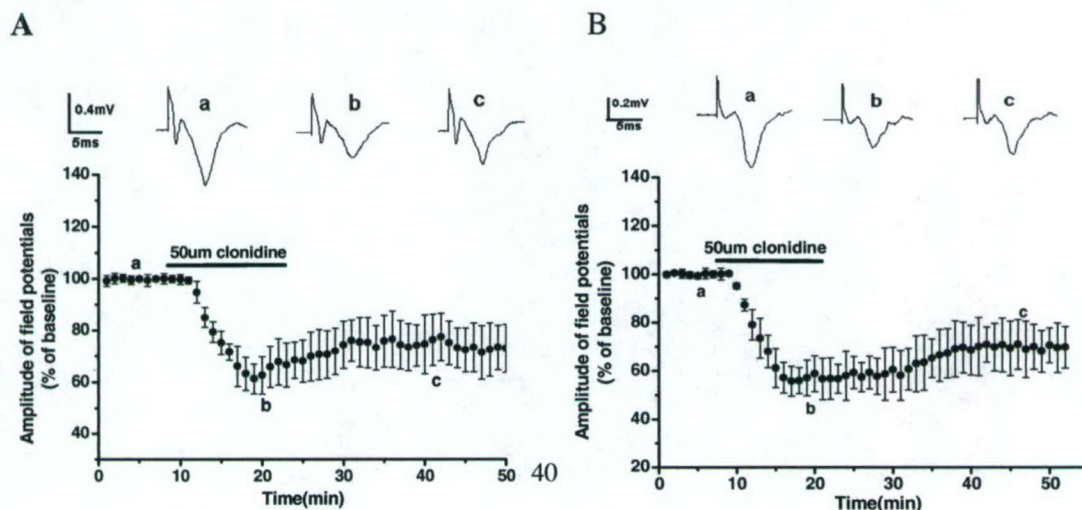 A
0.4mV
5ms
a
b
c
Amplitude of field potentials
(% of baseline)
140
120
100
80
60
40
a
50um clonidine
b
c
0
10
20
30
40
50
40
Time(min)
B
0.2mV
5ms
a
b
c
Amplitude of field potentials
(% of baseline)
140
120
100
80
60
40
20
a
50um clonidine
b
c
0
10
20
30
40
50
Time(min)